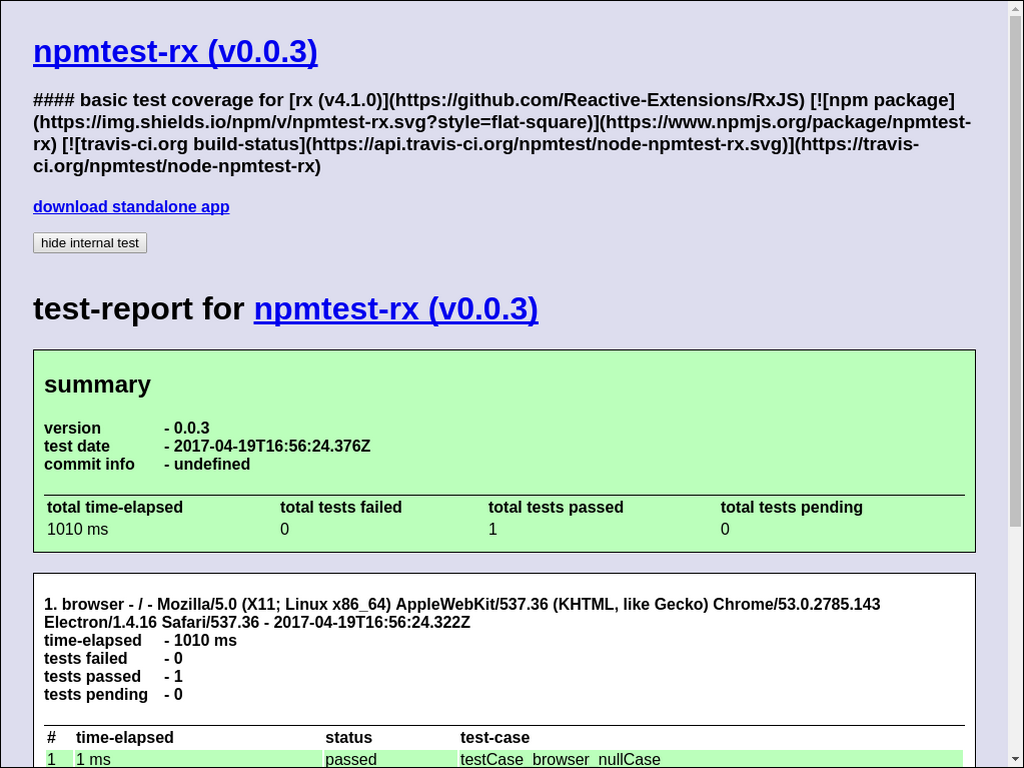 npmtest-rx (v0.0.3)
#### basic test coverage for [rx (v4.1.0)](https://github.com/Reactive-Extensions/RxJS) [![npm package]
(https://img.shields.io/npm/v/npmtest-rx.svg?style=flat-square)](https://www.npmjs.org/package/npmtest-
rx) [![travis-ci.org build-status](https://api.travis-ci.org/npmtest/node-npmtest-rx.svg)](https://travis-
ci.org/npmtest/node-npmtest-rx)
download standalone app
hide internal test
test-report for npmtest-rx (v0.0.3)
summary
version - 0.0.3
test date - 2017-04-19T16:56:24.376Z
commit info - undefined
total time-elapsed total tests failed total tests passed total tests pending
1010 ms 0 1 0
1. browser - / - Mozilla/5.0 (X11; Linux x86_64) AppleWebKit/537.36 (KHTML, like Gecko) Chrome/53.0.2785.143
Electron/1.4.16 Safari/537.36 - 2017-04-19T16:56:24.322Z
time-elapsed - 1010 ms
tests failed - 0
tests passed - 1
tests pending - 0
# time-elapsed status test-case
1 1 ms passed testCase_browser_nullCase